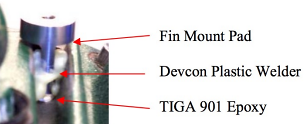 Fin Mount Pad
Devcon Plastic Welder
TIGA 901 Epoxy